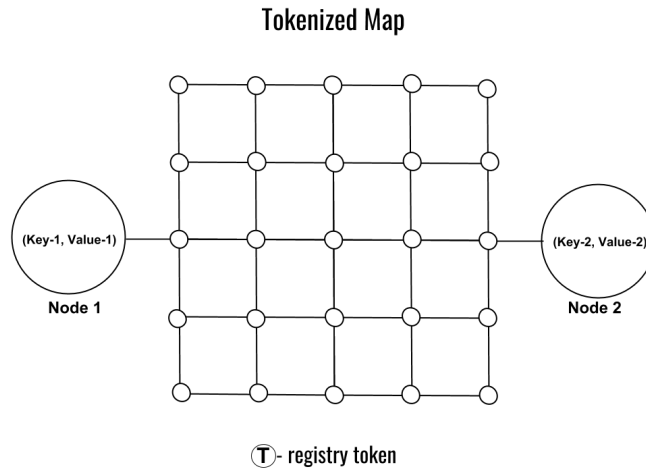 Tokenized Map
(Key-1, Value-1)
(Key-2, Value-2)
Node 1
Node 2
T - registry token